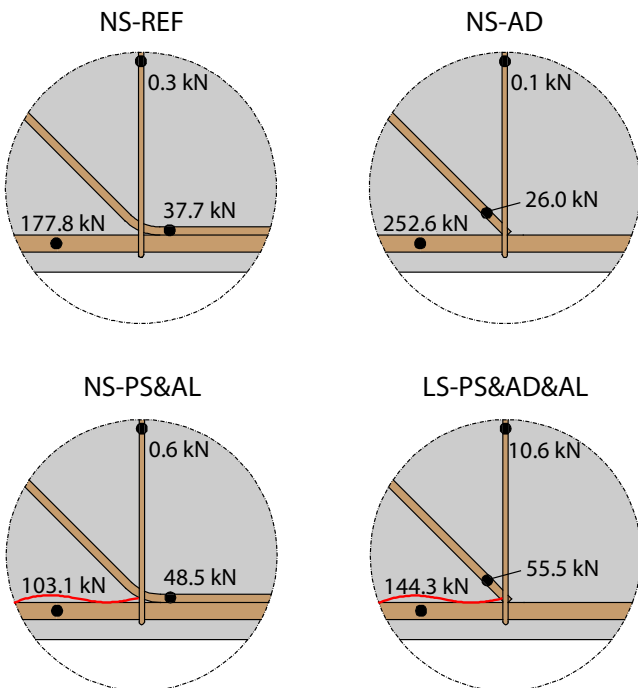 NS-REF
NS-AD
0.3 kN
0.1 kN
177.8 kN
37.7 kN
252.6 kN
26.0 kN
NS-PS&AL
LS-PS&AD&AL
0.6 kN
10.6 kN
103.1 kN
48.5 kN
144.3 kN
55.5 kN